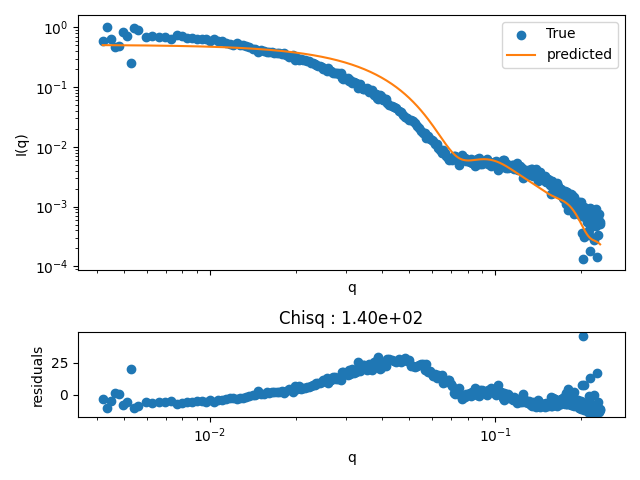 10⁰
10⁻¹
10⁻²
10⁻³
10⁻⁴
I(q)
True
predicted
q
Chisq : 1.40e+02
25
0
residuals
10⁻²
10⁻¹
q